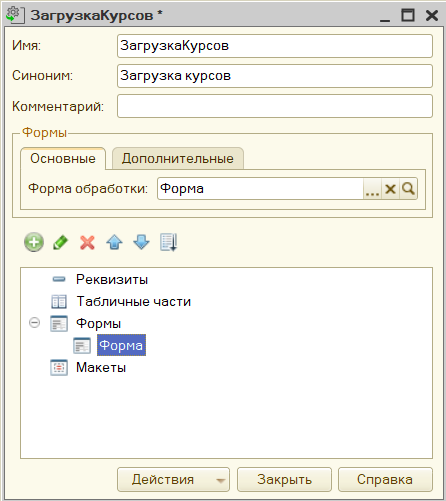 ЗагрузкаКурсов *
Имя: ЗагрузкаКурсов
Синоним: Загрузка курсов
Комментарий:
Формы
Основные Дополнительные
Форма обработки: Форма ...
Реквизиты
Табличные части
Формы
Форма
Макеты
Действия Закрыть Справка